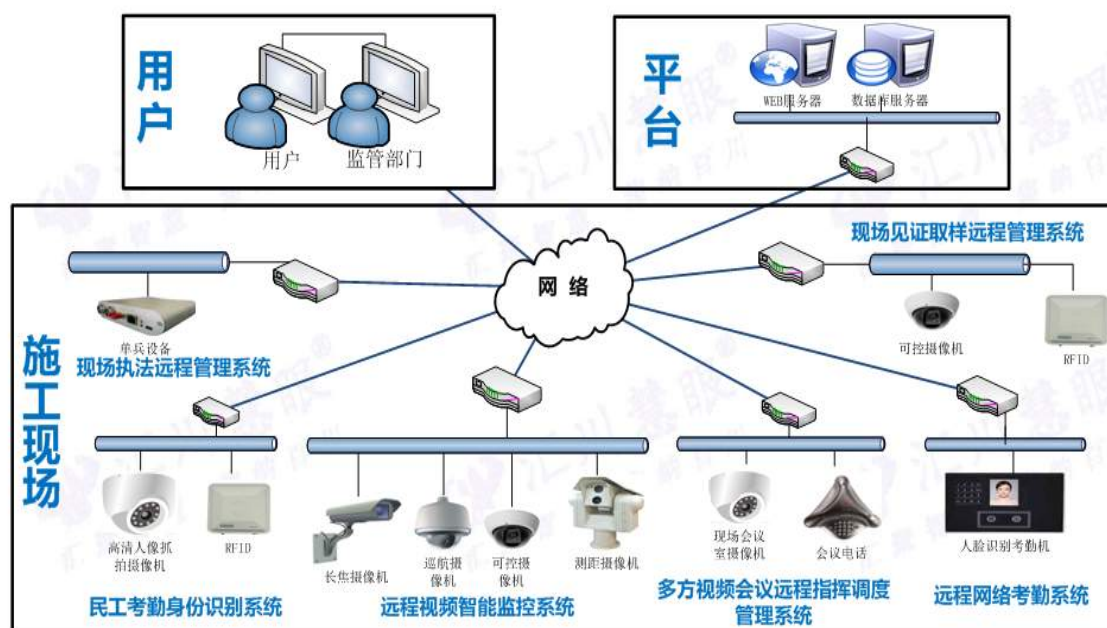 用户
用户
监管部门
平台
WEB服务器
数据库服务器
网 络
施工现场
单兵设备
现场执法远程管理系统
现场见证取样远程管理系统
可控摄像机
RFID
高清人像抓
拍摄像机
RFID
民工考勤身份识别系统
长焦摄像机
巡航摄
像机
可控摄
像机
测距摄像机
远程视频智能监控系统
现场会议
室摄像机
会议电话
多方视频会议远程指挥调度
管理系统
人脸识别考勤机
远程网络考勤系统
汇川慧眼®